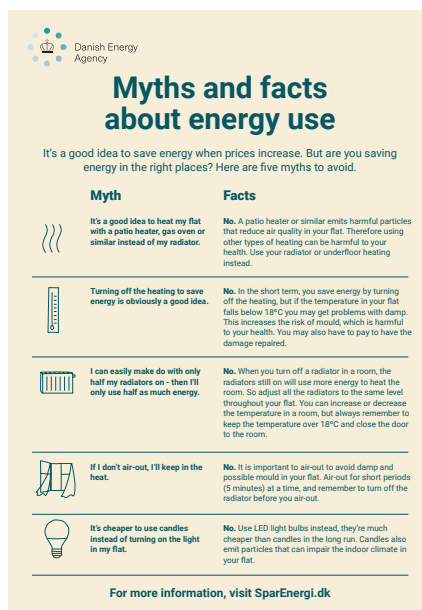 Danish Energy
Agency
Myths and facts
about energy use
It's a good idea to save energy when prices increase. But are you saving
energy in the right places? Here are five myths to avoid.
Myth
Facts
It's a good idea to heat my flat
with a patio heater, gas oven or
similar instead of my radiator.
No. A patio heater or similar emits harmful particles
that reduce air quality in your flat. Therefore using
other types of heating can be harmful to your
health. Use your radiator or underfloor heating
instead.
Turning off the heating to save
energy is obviously a good idea.
No. In the short term, you save energy by turning
off the heating, but if the temperature in your flat
falls below 18°C you may get problems with damp.
This increases the risk of mould, which is harmful
to your health. You may also have to pay to have the
damage repaired.
I can easily make do with only
half my radiators on - then I'll
only use half as much energy.
No. When you turn off a radiator in a room, the
radiators still on will use more energy to heat the
room. So adjust all the radiators to the same level
throughout your flat. You can increase or decrease
the temperature in a room, but always remember to
keep the temperature over 18°C and close the door
to the room.
If I don't air-out, I'll keep in the
heat.
No. It is important to air-out to avoid damp and
possible mould in your flat. Air-out for short periods
(5 minutes) at a time, and remember to turn off the
radiator before you air-out.
It's cheaper to use candles
instead of turning on the light
in my flat.
No. Use LED light bulbs instead, they're much
cheaper than candles in the long run. Candles also
emit particles that can impair the indoor climate in
your flat.
For more information, visit SparEnergi.dk